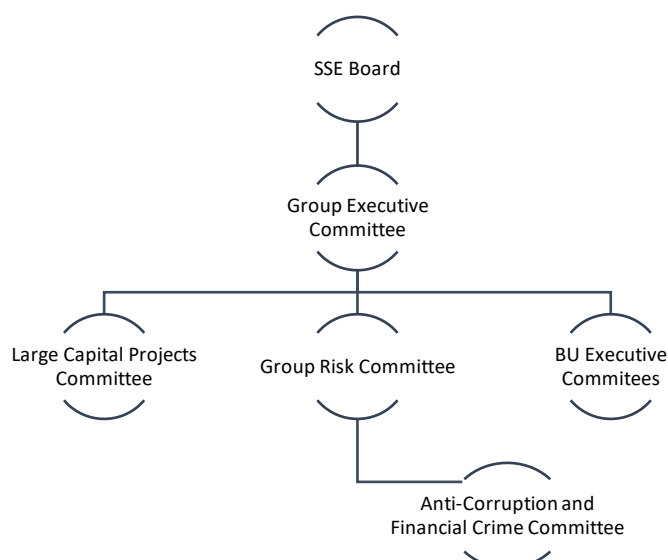 SSE Board
Group Executive
Committee
Large Capital Projects
Committee
Group Risk Committee
BU Executive
Commitees
Anti-Corruption and
Financial Crime Committee